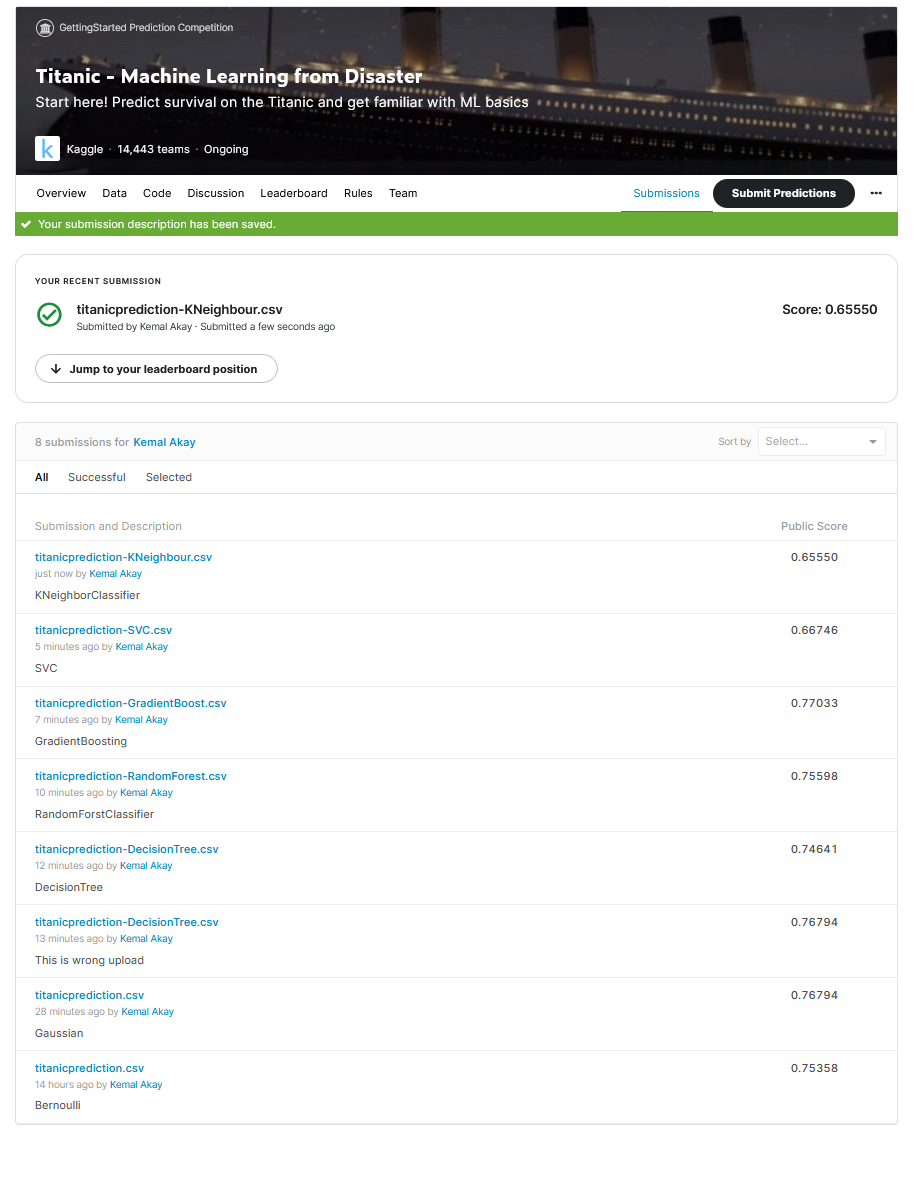 GettingStarted Prediction Competition
Titanic - Machine Learning from Disaster
Start here! Predict survival on the Titanic and get familiar with ML basics
k Kaggle · 14,443 teams · Ongoing
Overview Data Code Discussion Leaderboard Rules Team Submissions Submit Predictions
Your submission description has been saved.
YOUR RECENT SUBMISSION
titanicprediction-KNeighbour.csv Score: 0.65550
Submitted by Kemal Akay · Submitted a few seconds ago
Jump to your leaderboard position
8 submissions for Kemal Akay Sort by Select...
All Successful Selected
Submission and Description Public Score
titanicprediction-KNeighbour.csv 0.65550
just now by Kemal Akay
KNeighborClassifier
titanicprediction-SVC.csv 0.66746
5 minutes ago by Kemal Akay
SVC
titanicprediction-GradientBoost.csv 0.77033
7 minutes ago by Kemal Akay
GradientBoosting
titanicprediction-RandomForest.csv 0.75598
10 minutes ago by Kemal Akay
RandomForstClassifier
titanicprediction-DecisionTree.csv 0.74641
12 minutes ago by Kemal Akay
DecisionTree
titanicprediction-DecisionTree.csv 0.76794
13 minutes ago by Kemal Akay
This is wrong upload
titanicprediction.csv 0.76794
28 minutes ago by Kemal Akay
Gaussian
titanicprediction.csv 0.75358
14 hours ago by Kemal Akay
Bernoulli